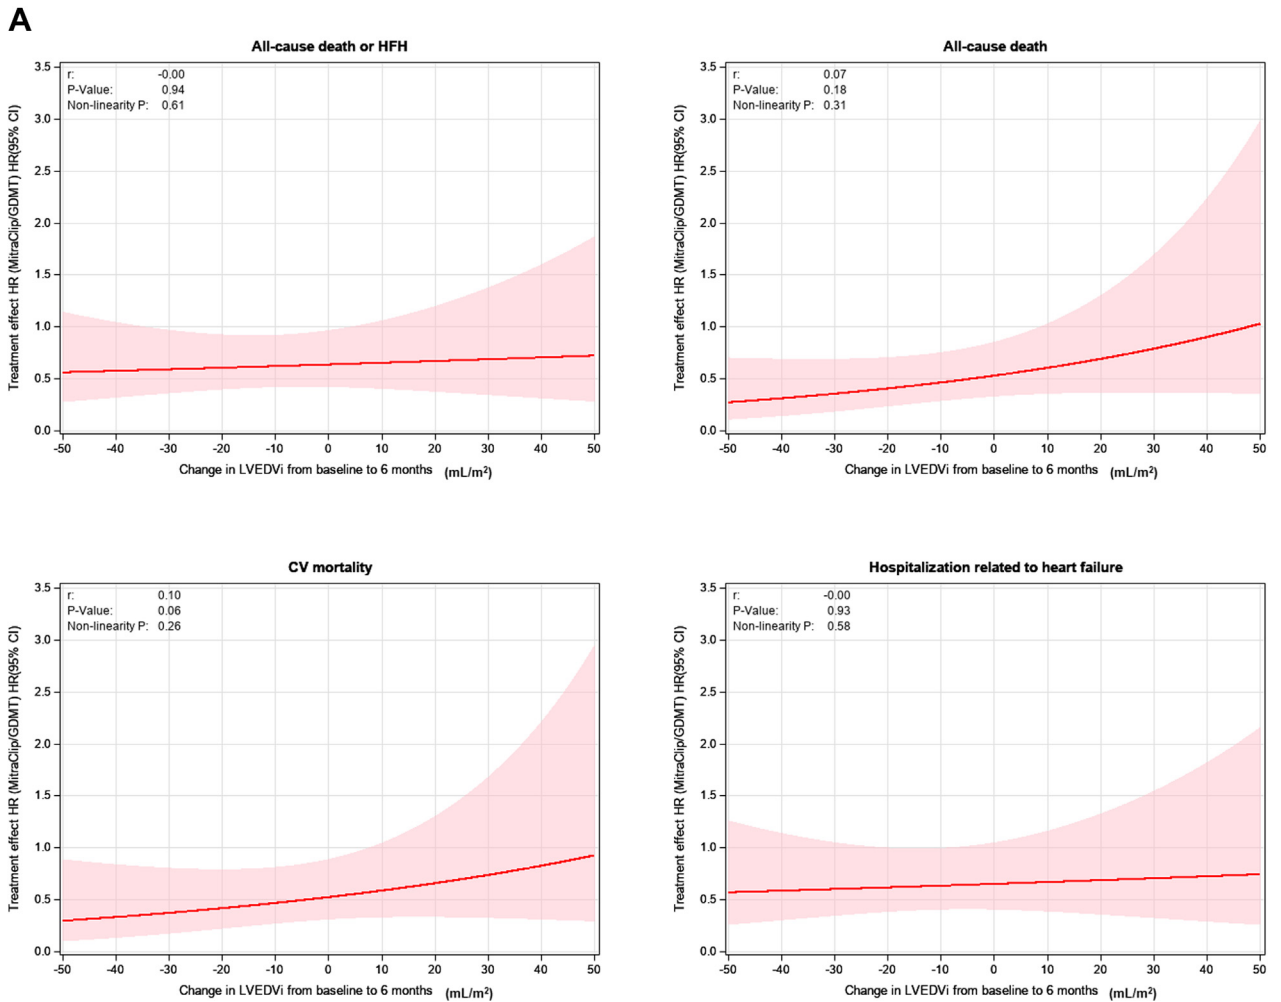 A
All-cause death or HFH
r: -0.00
P-Value: 0.94
Non-linearity P: 0.61
Treatment effect HR (MitraClip/GDMT) HR(95% CI)
3.5
3.0
2.5
2.0
1.5
1.0
0.5
0.0
-50 -40 -30 -20 -10 0 10 20 30 40 50
Change in LVEDVi from baseline to 6 months (mL/m²)
All-cause death
r: 0.07
P-Value: 0.18
Non-linearity P: 0.31
Treatment effect HR (MitraClip/GDMT) HR(95% CI)
3.5
3.0
2.5
2.0
1.5
1.0
0.5
0.0
-50 -40 -30 -20 -10 0 10 20 30 40 50
Change in LVEDVi from baseline to 6 months (mL/m²)
CV mortality
r: 0.10
P-Value: 0.06
Non-linearity P: 0.26
Treatment effect HR (MitraClip/GDMT) HR(95% CI)
3.5
3.0
2.5
2.0
1.5
1.0
0.5
0.0
-50 -40 -30 -20 -10 0 10 20 30 40 50
Change in LVEDVi from baseline to 6 months (mL/m²)
Hospitalization related to heart failure
r: -0.00
P-Value: 0.93
Non-linearity P: 0.58
Treatment effect HR (MitraClip/GDMT) HR(95% CI)
3.5
3.0
2.5
2.0
1.5
1.0
0.5
0.0
-50 -40 -30 -20 -10 0 10 20 30 40 50
Change in LVEDVi from baseline to 6 months (mL/m²)